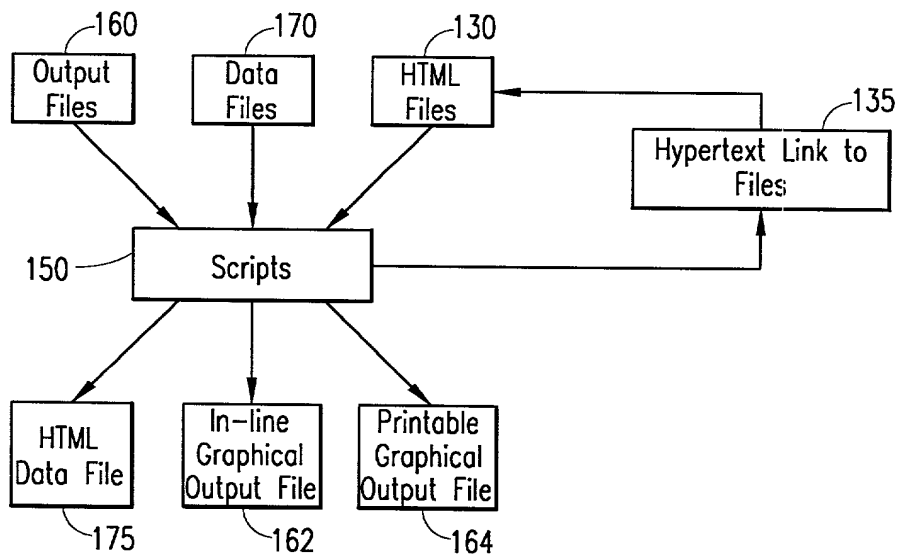 160
170
130
Output
Files
Data
Files
HTML
Files
135
Hypertext Link to
Files
150
Scripts
HTML
Data File
In-line
Graphical
Output File
Printable
Graphical
Output File
175
162
164